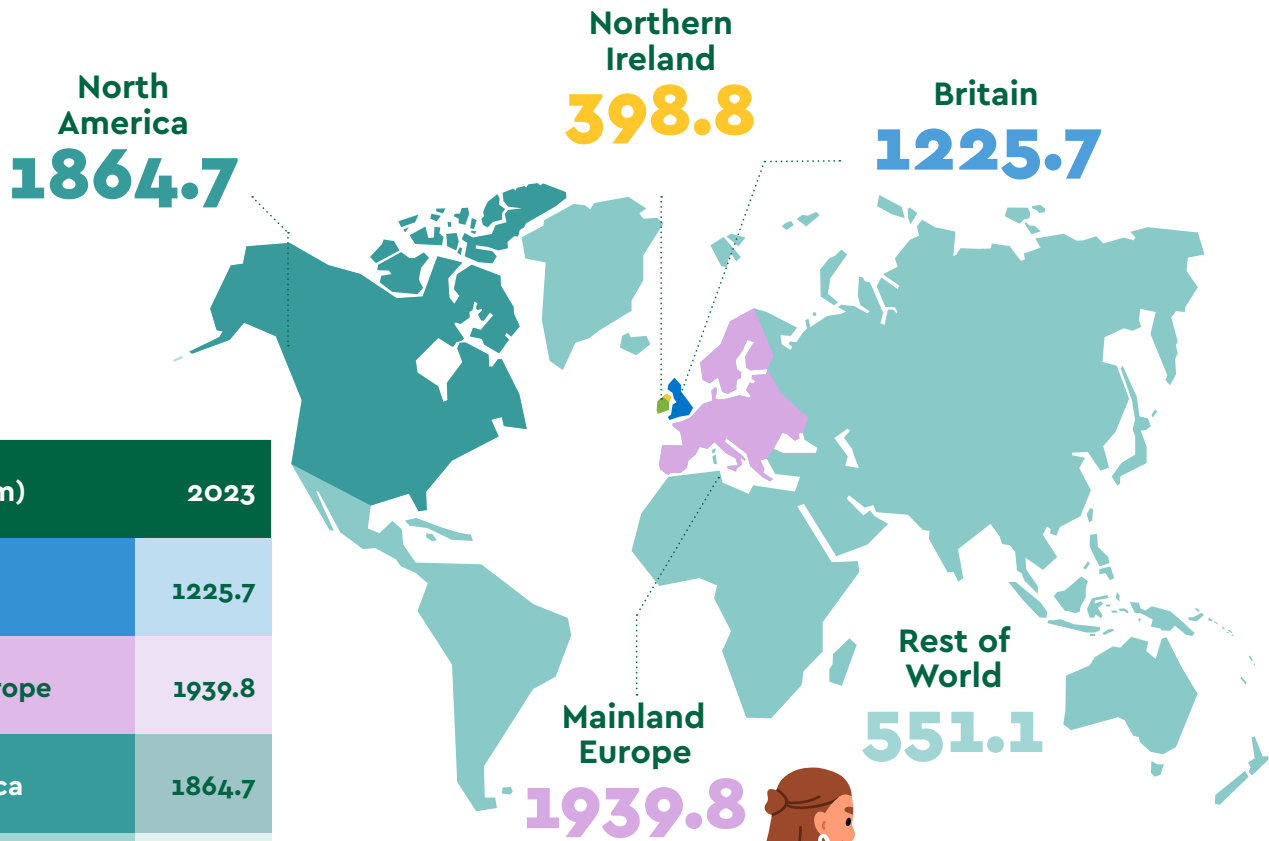 Northern
Ireland
398.8
North
America
1864.7
Britain
1225.7
m) 2023
1225.7
rope 1939.8
ca 1864.7
Rest of
World
551.1
Mainland
Europe
1939.8